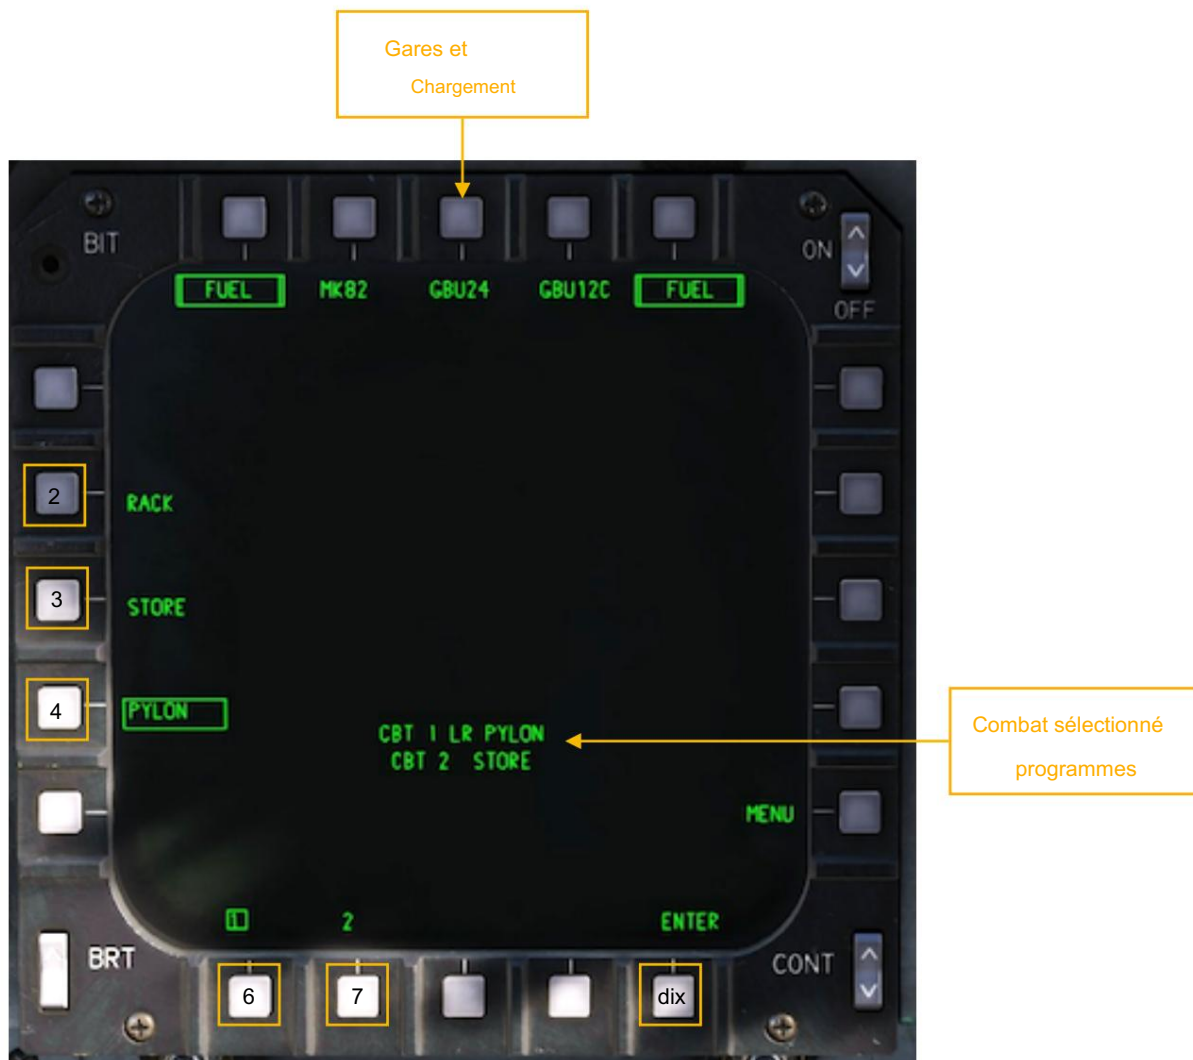 Gares et
Chargement
BIT
ON
OFF
FUEL MK82 GBU24 GBU12C FUEL
2 RACK
3 STORE
4 PYLON
CBT 1 LR PYLON
CBT 2 STORE
Combat sélectionné
programmes
MENU
1 2 ENTER
BRT
CONT
6 7 dix